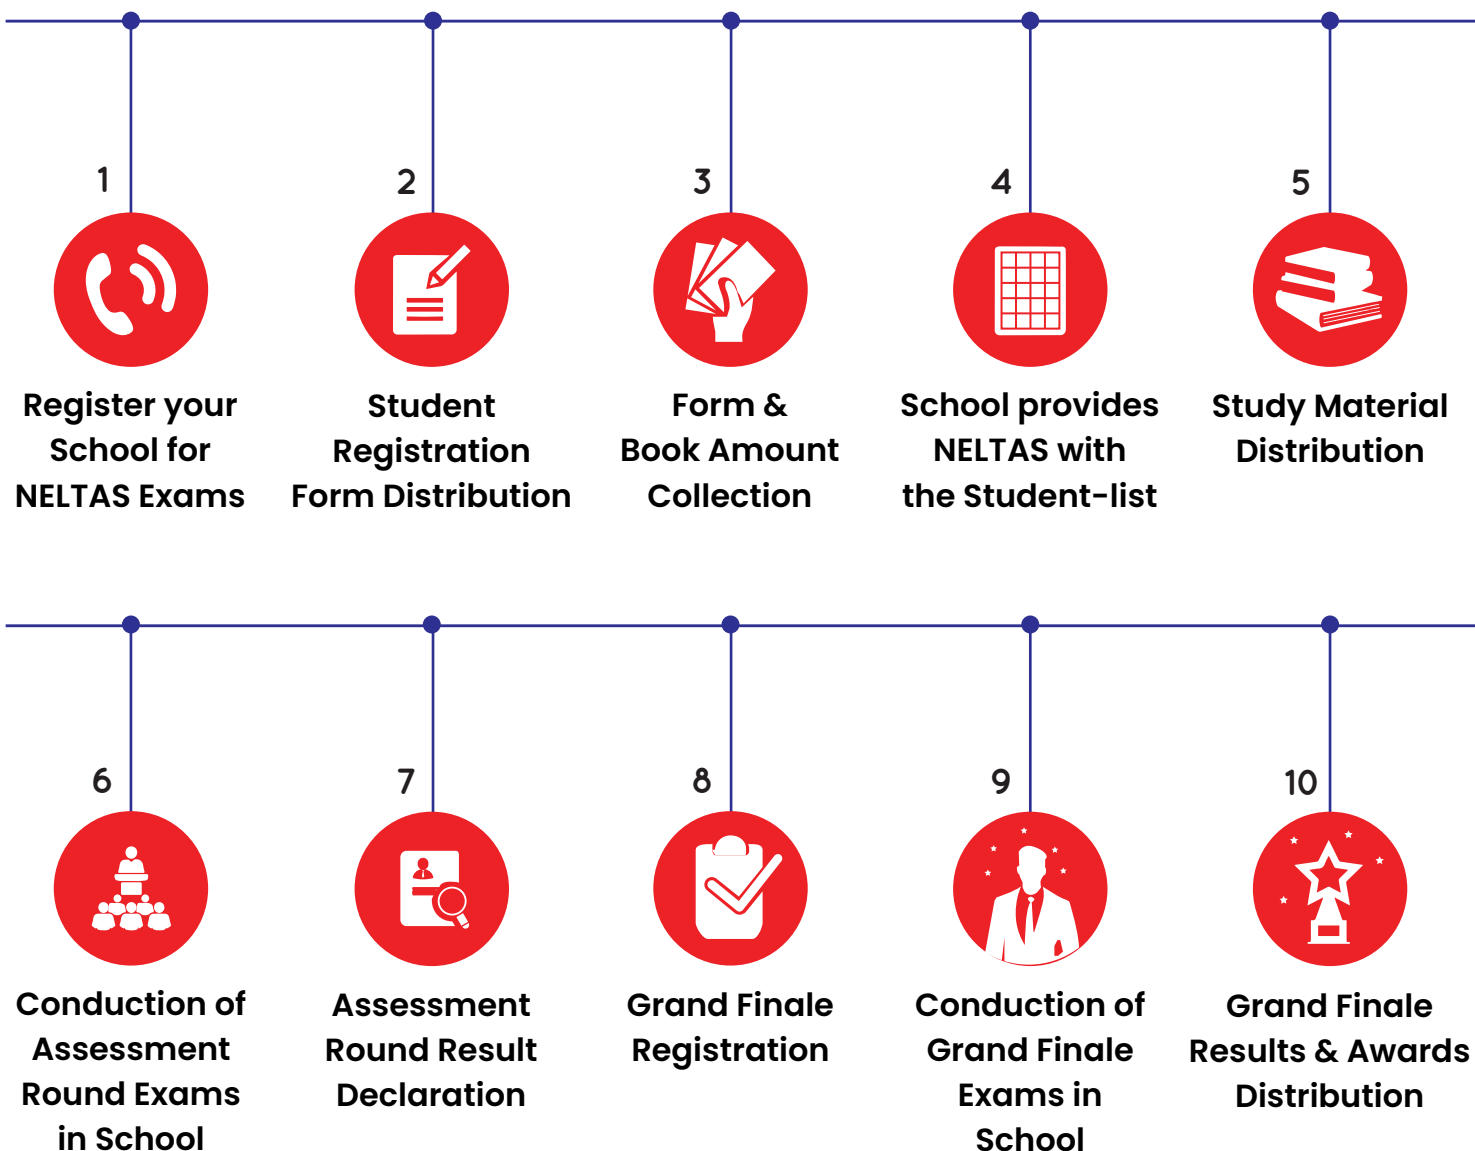 1
Register your
School for
NELTAS Exams
2
Student
Registration
Form Distribution
3
Form &
Book Amount
Collection
4
School provides
NELTAS with
the Student-list
5
Study Material
Distribution
6
Conduction of
Assessment
Round Exams
in School
7
Assessment
Round Result
Declaration
8
Grand Finale
Registration
9
Conduction of
Grand Finale
Exams in
School
10
Grand Finale
Results & Awards
Distribution